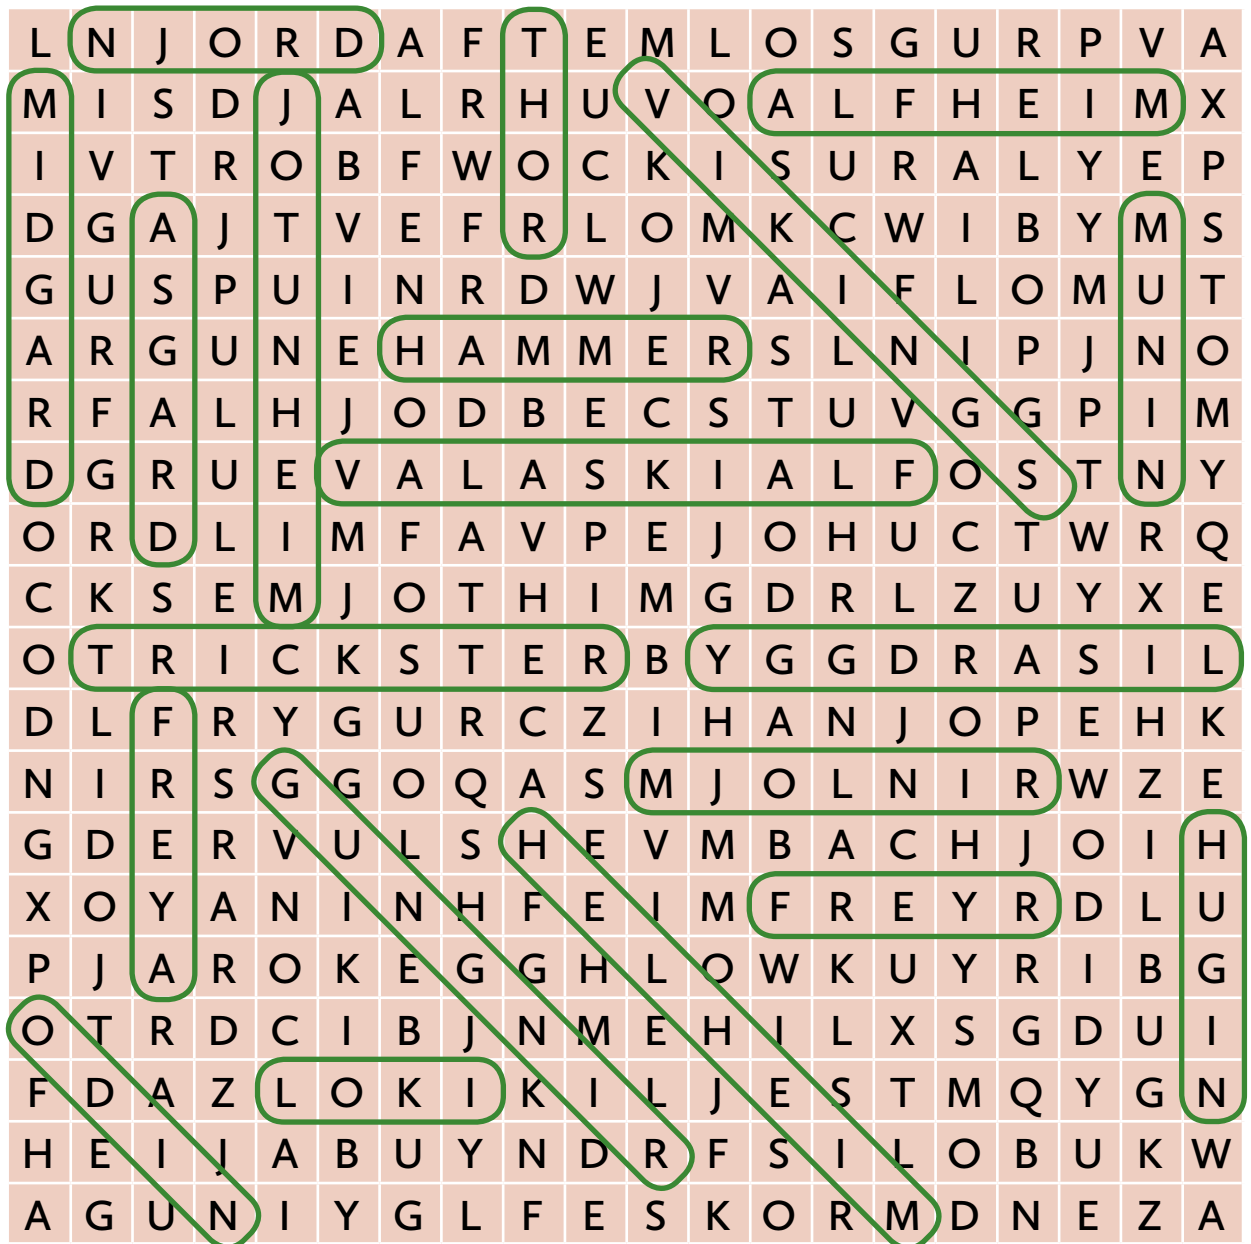 L N J O R D A F T E M L O S G U R P V A
M I S D J A L R H U V O A L F H E I M X
I V T R O B F W O C K I S U R A L Y E P
D G A J T V E F R L O M K C W I B Y M S
G U S P U I N R D W J V A I F L O M U T
A R G U N E H A M M E R S L N I P J N O
R F A L H J O D B E C S T U V G G P I M
D G R U E V A L A S K I A L F O S T N Y
O R D L I M F A V P E J O H U C T W R Q
C K S E M J O T H I M G D R L Z U Y X E
O T R I C K S T E R B Y G G D R A S I L
D L F R Y G U R C Z I H A N J O P E H K
N I R S G G O Q A S M J O L N I R W Z E
G D E R V U L S H E V M B A C H J O I H
X O Y A N I N H F E I M F R E Y R D L U
P J A R O K E G G H L O W K U Y R I B G
O T R D C I B J N M E H I L X S G D U I
F D A Z L O K I K I L J E S T M Q Y G N
H E I J A B U Y N D R F S I L O B U K W
A G U N I Y G L F E S K O R M D N E Z A